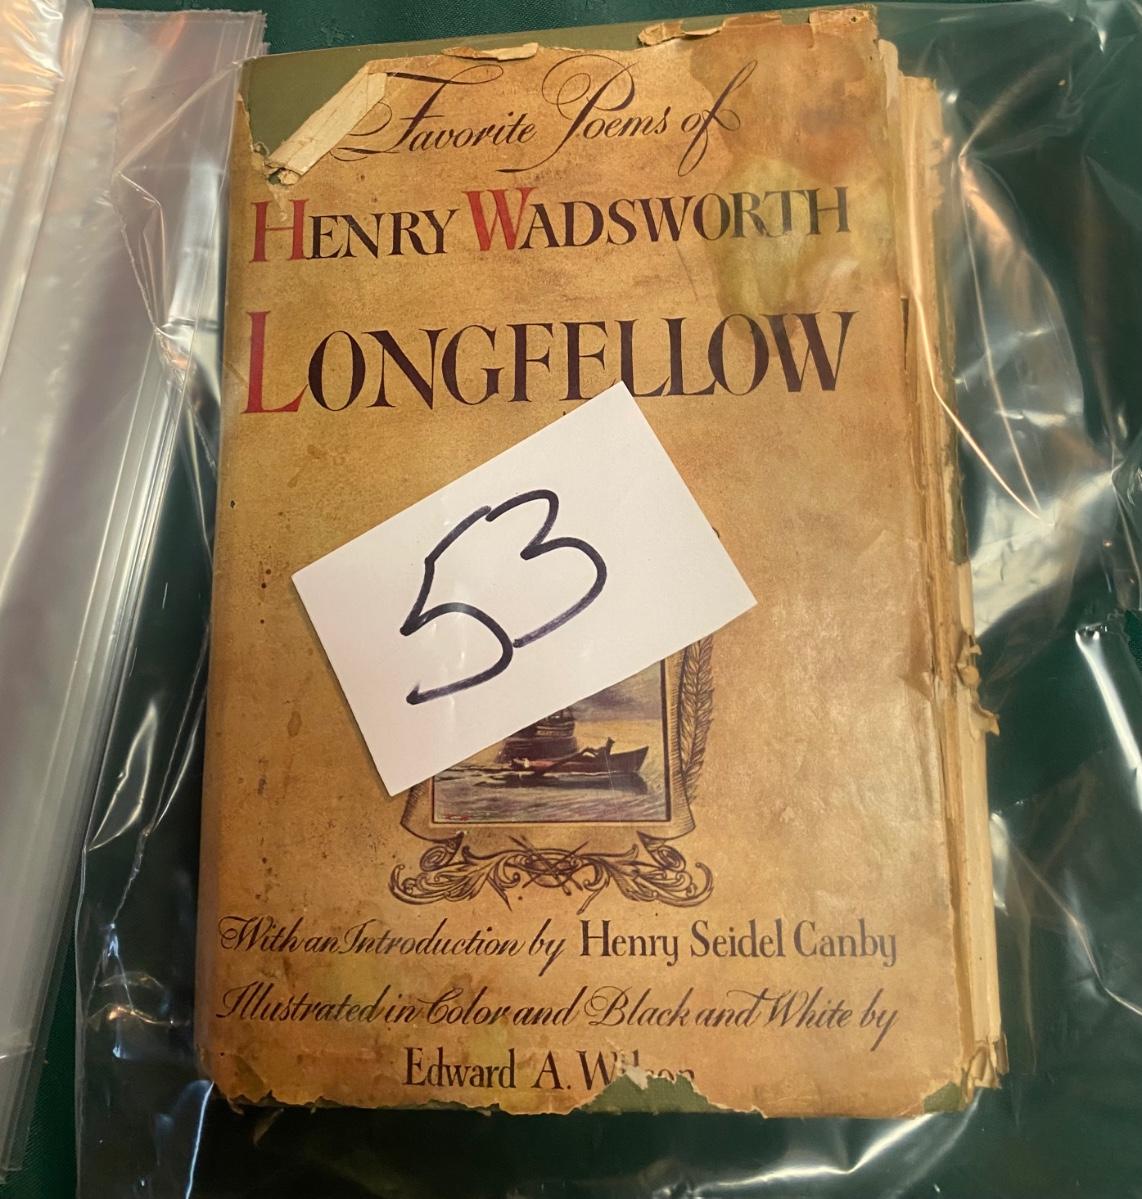 Favorite Poems of
HENRY WADSWORTH
LONGFELLOW
53
With an Introduction by Henry Seidel Canby
Illustrated in Color and Black and White by
Edward A. Wilson